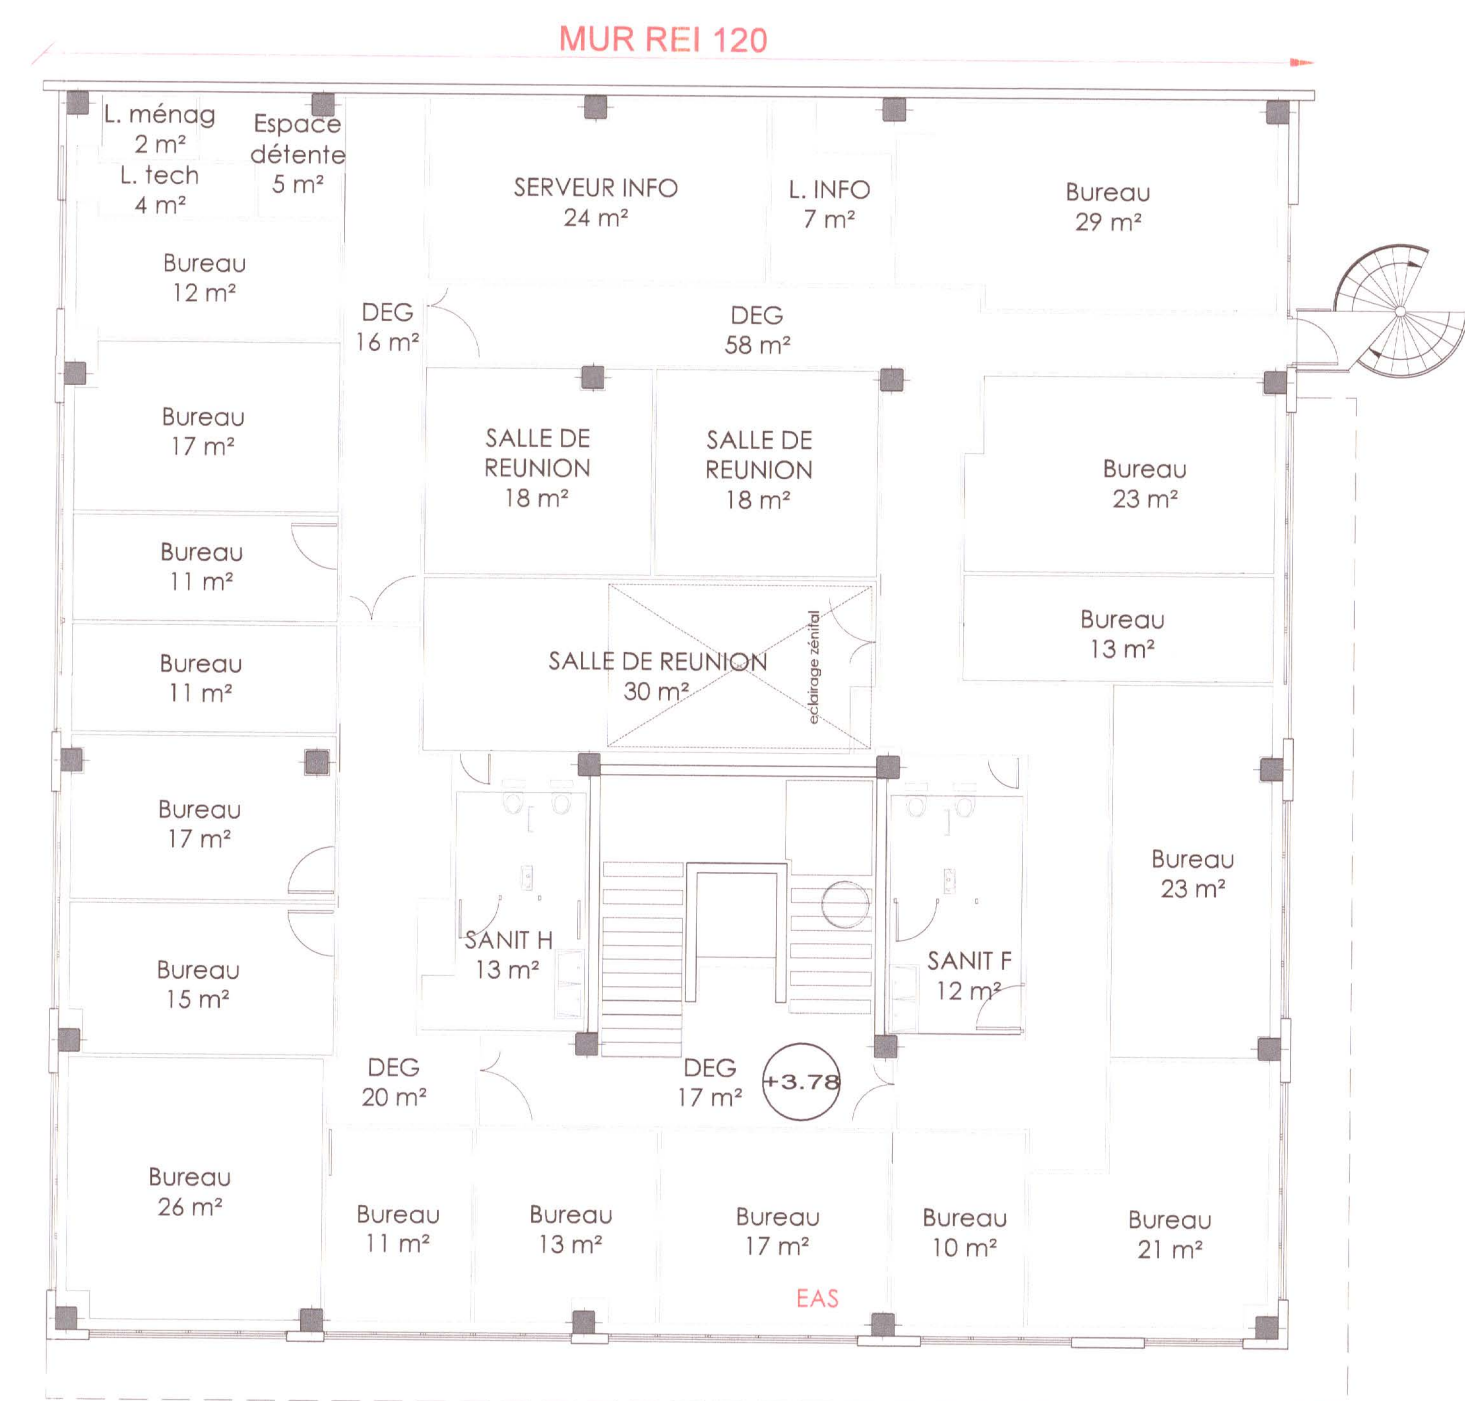 MUR REI 120
L. ménag
2 m²
Espace
détente
5 m²
L. tech
4 m²
SERVEUR INFO
24 m²
L. INFO
7 m²
Bureau
29 m²
Bureau
12 m²
DEG
16 m²
DEG
58 m²
Bureau
17 m²
SALLE DE
REUNION
18 m²
SALLE DE
REUNION
18 m²
Bureau
23 m²
Bureau
11 m²
Bureau
13 m²
Bureau
11 m²
SALLE DE REUNION
30 m²
eclairage zénital
Bureau
17 m²
Bureau
23 m²
Bureau
15 m²
SANIT H
13 m²
SANIT F
12 m²
DEG
20 m²
DEG
17 m²
+3.78
Bureau
26 m²
Bureau
11 m²
Bureau
13 m²
Bureau
17 m²
Bureau
10 m²
Bureau
21 m²
EAS